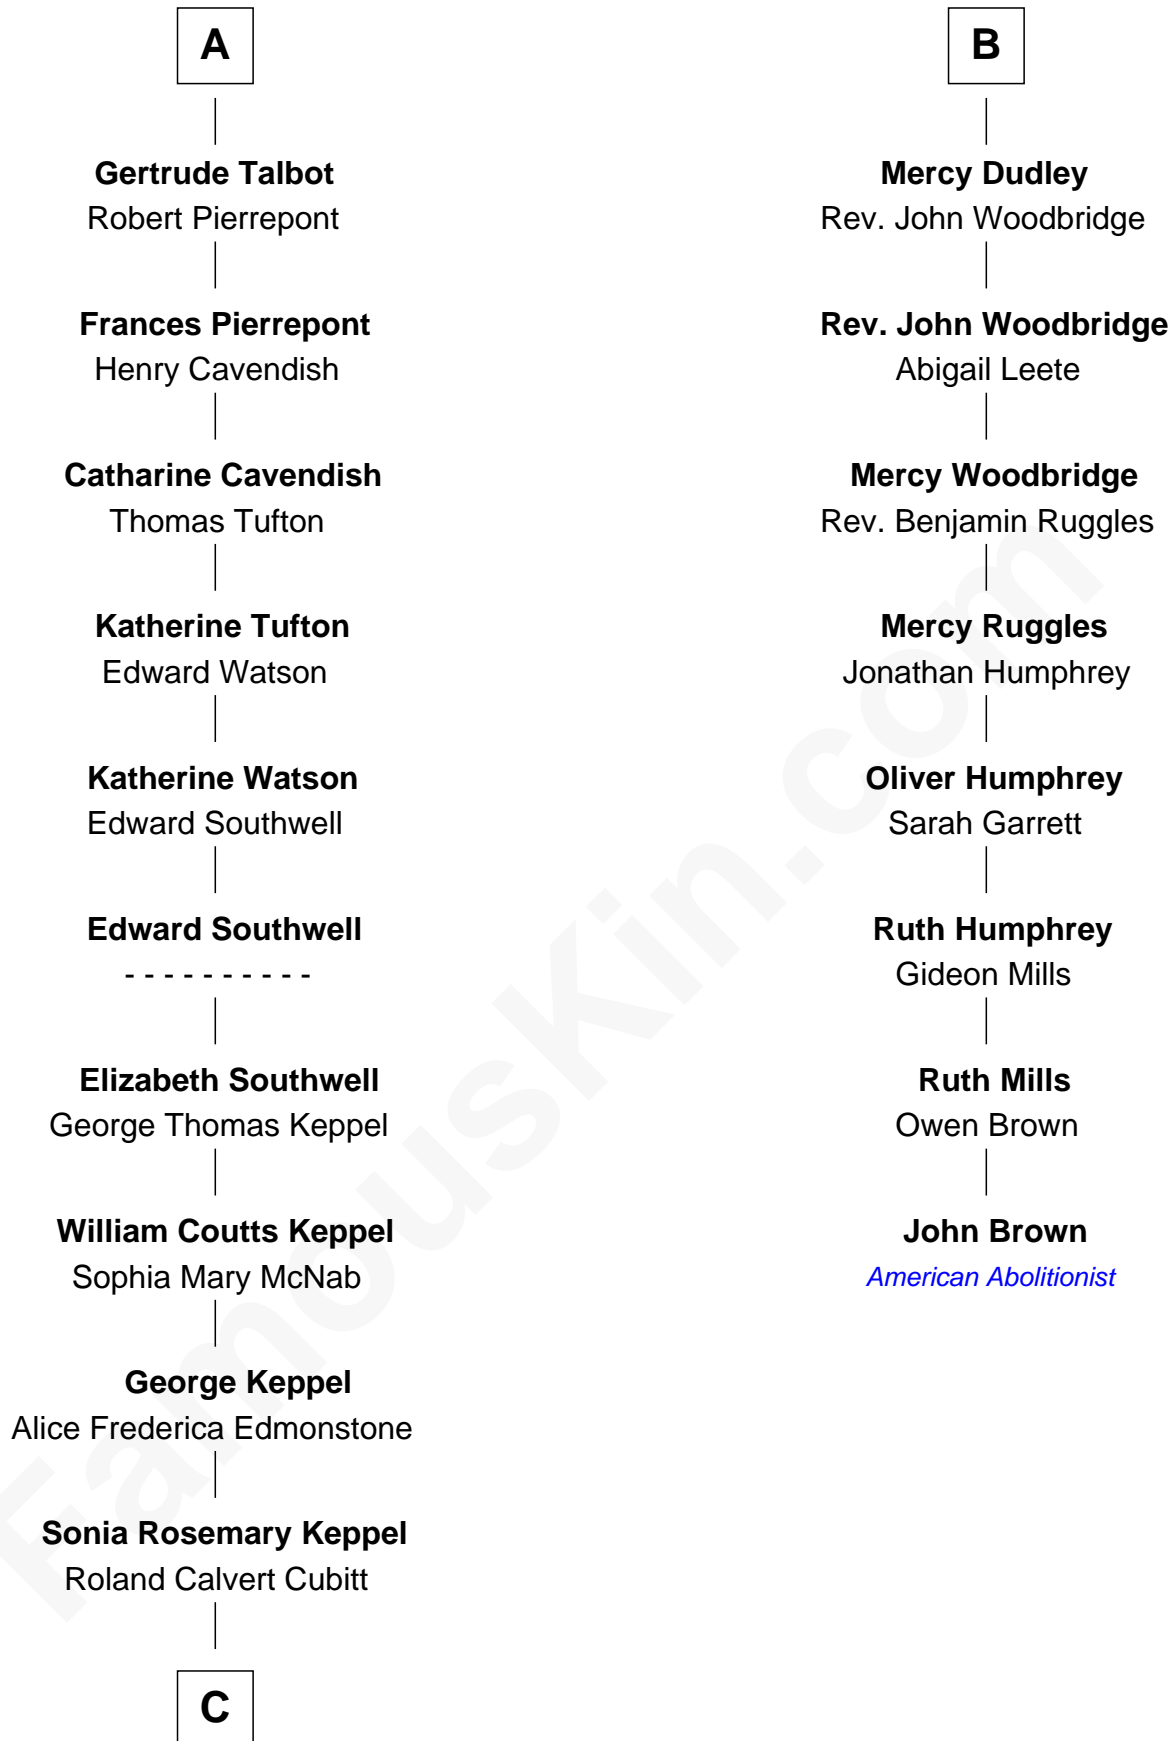 A
Gertrude Talbot
Robert Pierrepont
Frances Pierrepont
Henry Cavendish
Catharine Cavendish
Thomas Tufton
Katherine Tufton
Edward Watson
Katherine Watson
Edward Southwell
Edward Southwell
- - - - - - - - - -
Elizabeth Southwell
George Thomas Keppel
William Coutts Keppel
Sophia Mary McNab
George Keppel
Alice Frederica Edmonstone
Sonia Rosemary Keppel
Roland Calvert Cubitt
C
B
Mercy Dudley
Rev. John Woodbridge
Rev. John Woodbridge
Abigail Leete
Mercy Woodbridge
Rev. Benjamin Ruggles
Mercy Ruggles
Jonathan Humphrey
Oliver Humphrey
Sarah Garrett
Ruth Humphrey
Gideon Mills
Ruth Mills
Owen Brown
John Brown
American Abolitionist
FamousKin.com